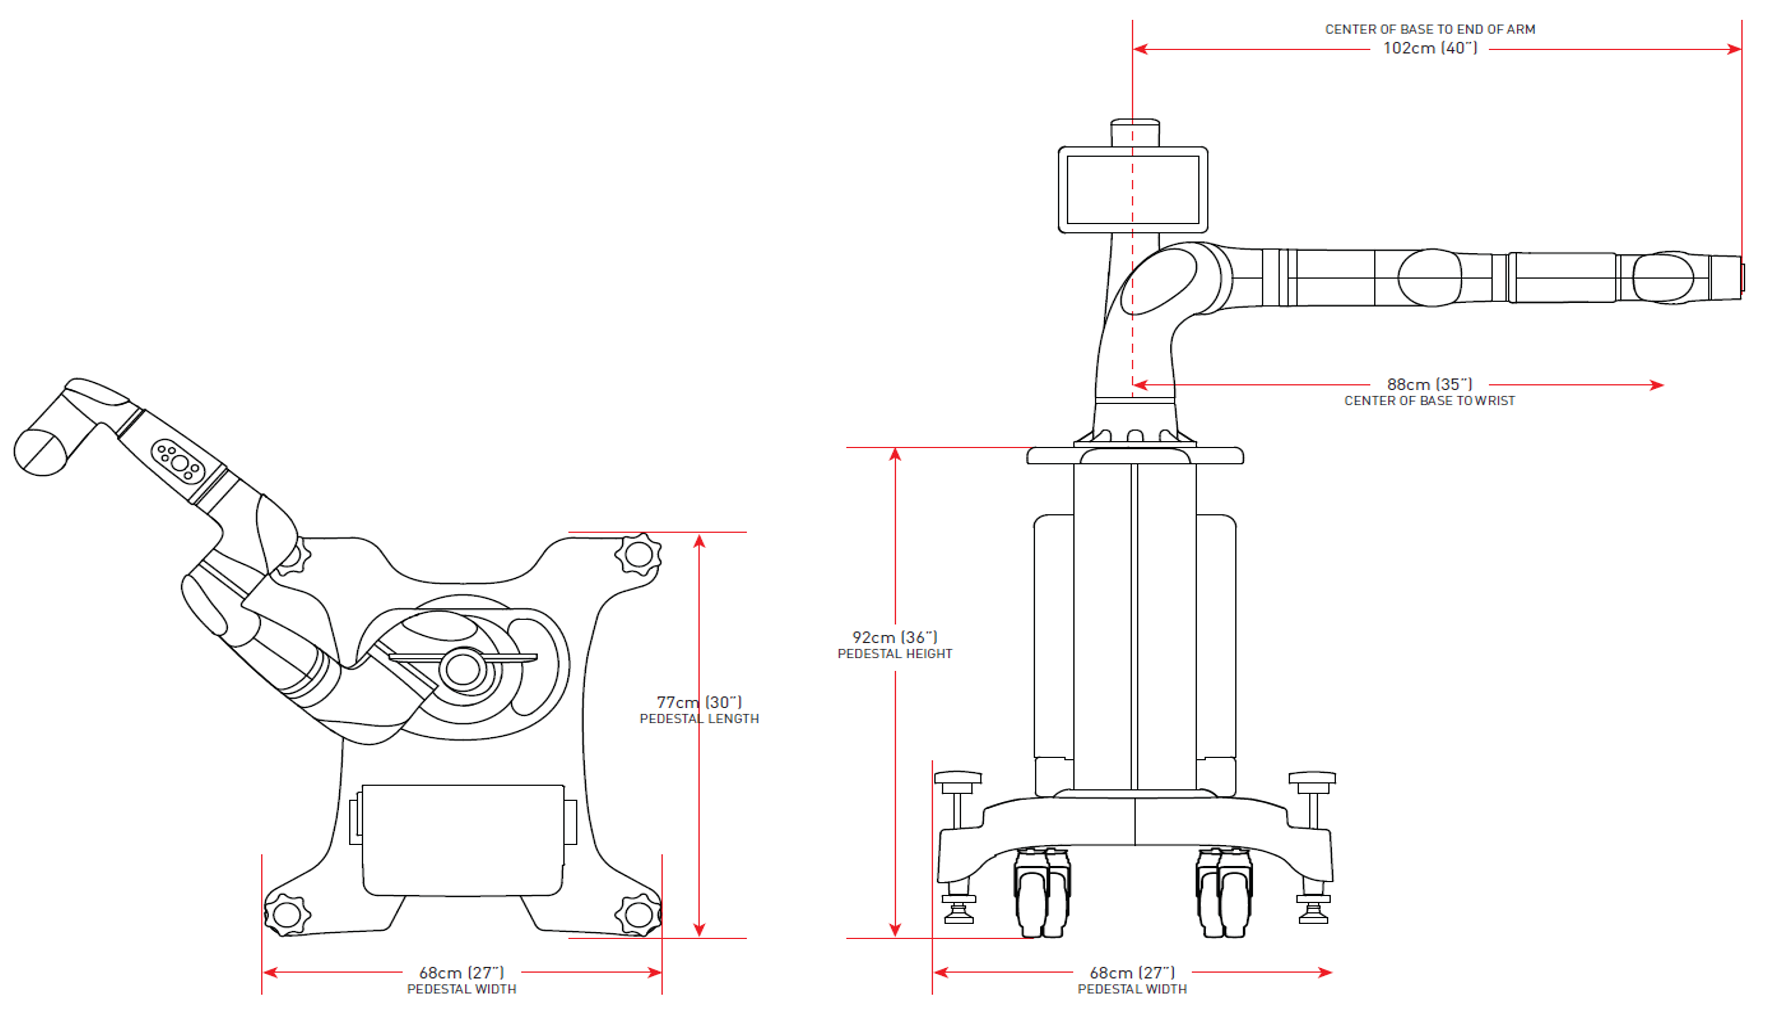 CENTER OF BASE TO END OF ARM
102cm (40″)
88cm (35″)
CENTER OF BASE TO WRIST
92cm (36″)
PEDESTAL HEIGHT
77cm (30″)
PEDESTAL LENGTH
68cm (27″)
PEDESTAL WIDTH
68cm (27″)
PEDESTAL WIDTH